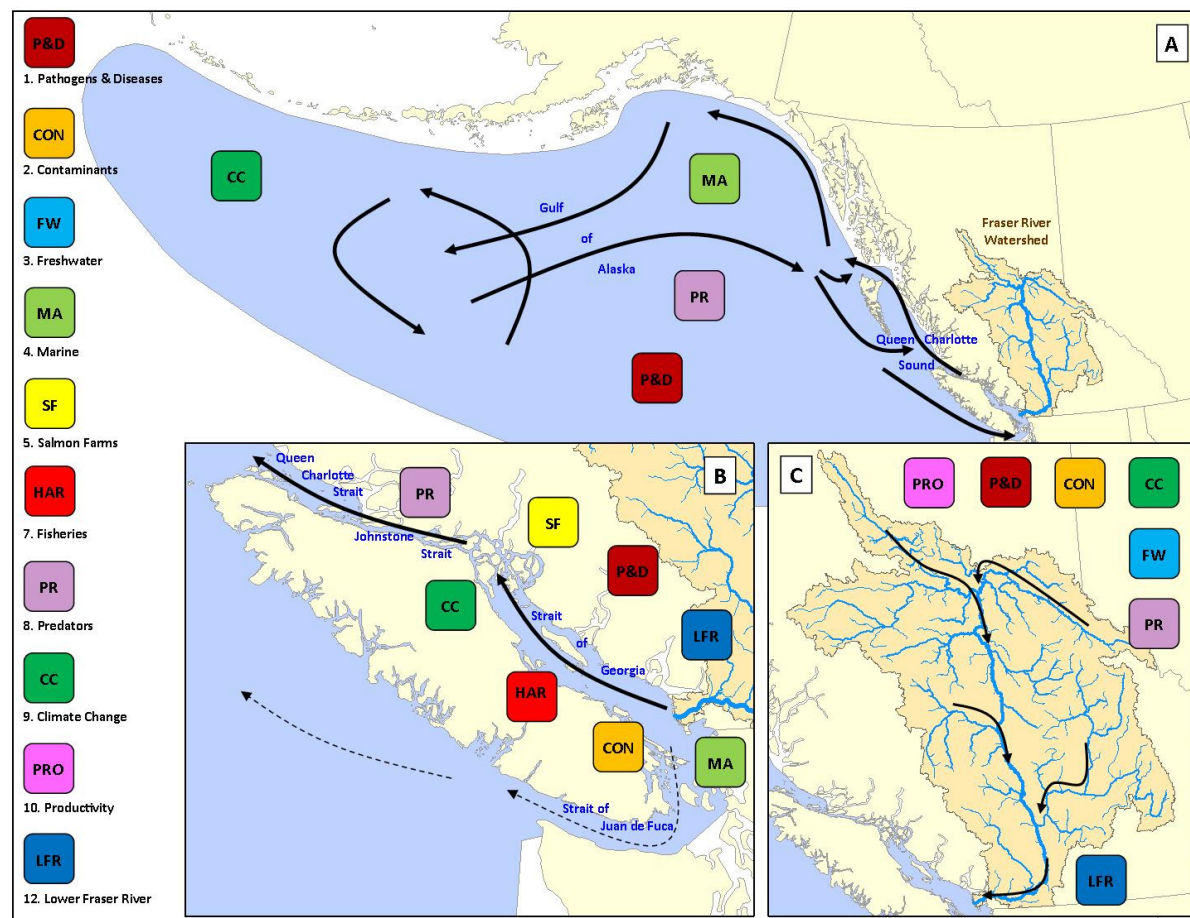 P&D
1. Pathogens & Diseases
CON
2. Contaminants
FW
3. Freshwater
MA
4. Marine
SF
5. Salmon Farms
HAR
7. Fisheries
PR
8. Predators
CC
9. Climate Change
PRO
10. Productivity
LFR
12. Lower Fraser River
A
CC
MA
Gulf
of
Alaska
PR
P&D
Fraser River
Watershed
Queen Charlotte
Sound
B
Queen
Charlotte
Strait
PR
SF
Johnstone
Strait
P&D
CC
Strait
of
Georgia
LFR
HAR
CON
MA
Strait of
Juan de Fuca
C
PRO
P&D
CON
CC
FW
PR
LFR